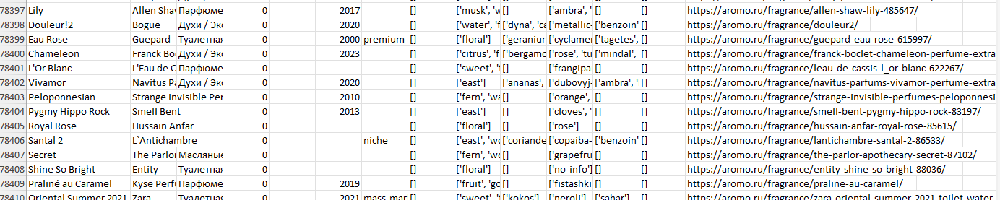 78397 Lily Allen Shaw Парфюме 0 2017 [] ['musk', 'w [] ['ambra', ' [] [] https://aromo.ru/fragrance/allen-shaw-lily-485647/
78398 Douleur!2 Bogue Духи / Экс 0 2020 [] ['water', 'f ['dyna', 'ca ['metallic- ['benzoin' [] https://aromo.ru/fragrance/douleur2/
78399 Eau Rose Guepard Туалетная 0 2000 premium [] ['floral'] ['geraniun ['cyclamer ['tagetes', [] https://aromo.ru/fragrance/guepard-eau-rose-615997/
78400 Chameleon Franck Boc Духи / Экс 0 2023 [] ['citrus', 'f ['bergamc ['rose', 'tu ['mindal', [] https://aromo.ru/fragrance/franck-boclet-chameleon-perfume-extra
78401 L'Or Blanc L'Eau de C Парфюме 0 [] ['sweet', ' [] ['frangipa [] [] https://aromo.ru/fragrance/leau-de-cassis-l_or-blanc-622267/
78402 Vivamor Navitus Pa Духи / Экс 0 2020 [] ['east'] ['ananas', ['dubovyj- ['ambra', ' [] https://aromo.ru/fragrance/navitus-parfums-vivamor-perfume-extra
78403 Peloponnesian Strange Invisible Per 0 2010 [] ['fern', 'wa [] ['orange', [] [] https://aromo.ru/fragrance/strange-invisible-perfumes-peloponnesi
78404 Pygmy Hippo Rock Smell Bent 0 2013 [] ['east'] [] ['cloves', ' [] [] https://aromo.ru/fragrance/smell-bent-pygmy-hippo-rock-83197/
78405 Royal Rose Hussain Anfar 0 [] ['floral'] [] ['rose'] [] [] https://aromo.ru/fragrance/hussain-anfar-royal-rose-85615/
78406 Santal 2 L`Antichambre 0 niche [] ['east', 'wo ['coriande ['copaiba- ['benzoin' [] https://aromo.ru/fragrance/lantichambre-santal-2-86533/
78407 Secret The Parlor Масляные 0 [] ['fern', 'wo [] ['grapefru [] [] https://aromo.ru/fragrance/the-parlor-apothecary-secret-87102/
78408 Shine So Bright Entity Туалетная 0 [] ['floral'] [] ['no-info'] [] [] https://aromo.ru/fragrance/entity-shine-so-bright-88036/
78409 Praliné au Caramel Kyse Perfu Парфюме 0 2019 [] ['fruit', 'gc [] ['fistashki [] [] https://aromo.ru/fragrance/praline-au-caramel/
78410 Oriental Summer 2021 Zara Туалетная 0 2021 mass-mar [] ['sweet', ' ['kokos'] ['neroli'] ['sahar'] [] https://aromo.ru/fragrance/zara-oriental-summer-2021-toilet-water-